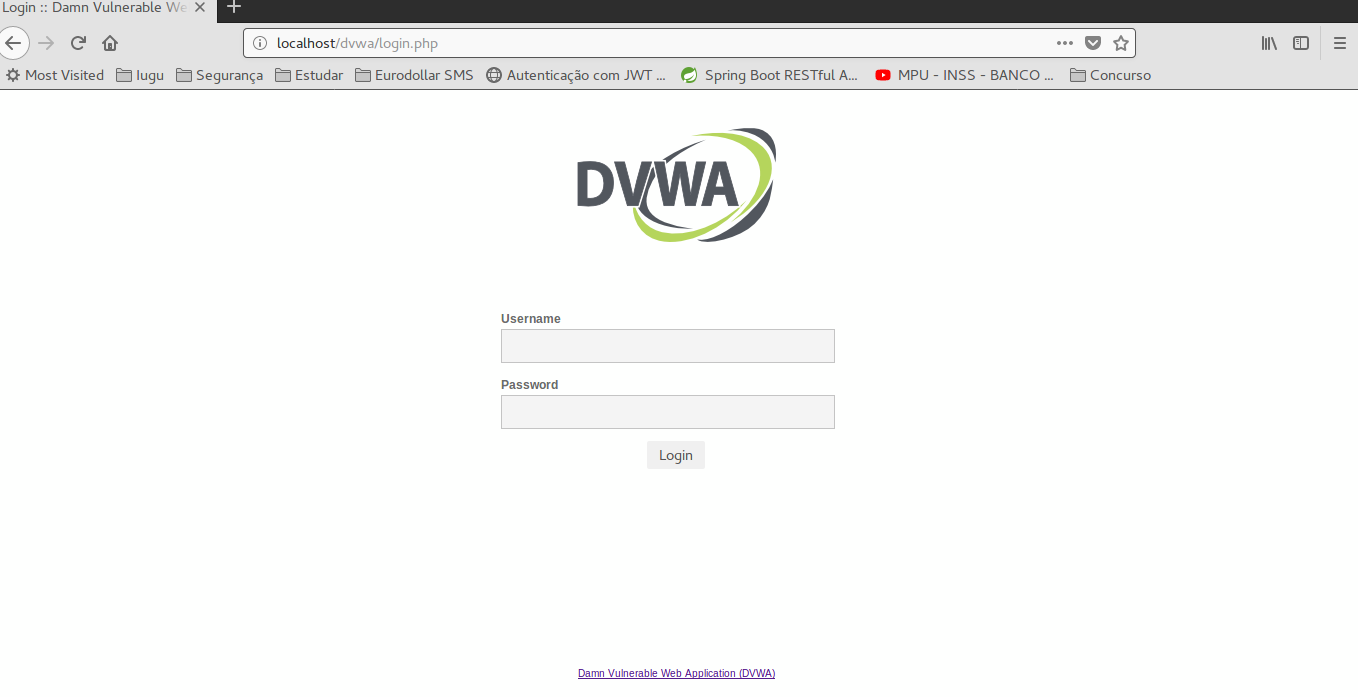 Login :: Damn Vulnerable We
localhost/dvwa/login.php
Most Visited Iugu Segurança Estudar Eurodollar SMS Autenticação com JWT ... Spring Boot RESTful A... MPU - INSS - BANCO ... Concurso
DVWA
Username
Password
Login
Damn Vulnerable Web Application (DVWA)